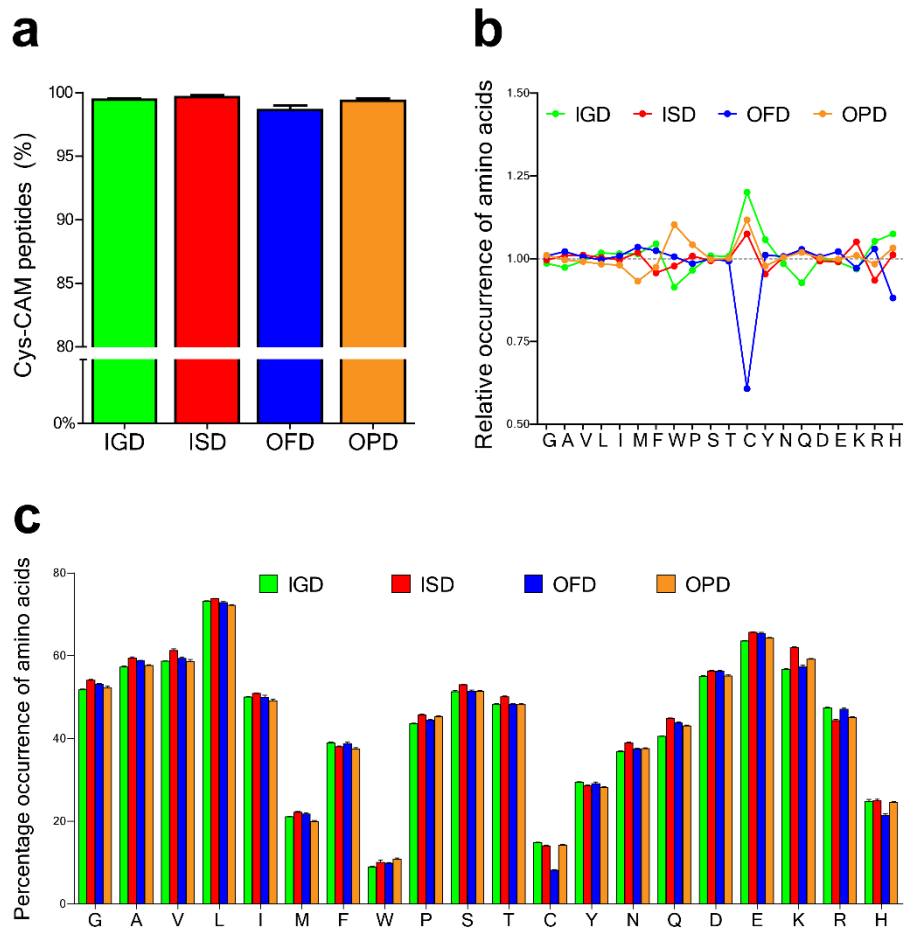 a
Cys-CAM peptides (%)
100
95
90
85
80
0%
IGD ISD OFD OPD
b
Relative occurrence of amino acids
1.50
1.25
1.00
0.75
0.50
IGD ISD OFD OPD
G A V L I M F W P S T C Y N Q D E K R H
c
Percentage occurrence of amino acids
80
60
40
20
0
IGD ISD OFD OPD
G A V L I M F W P S T C Y N Q D E K R H